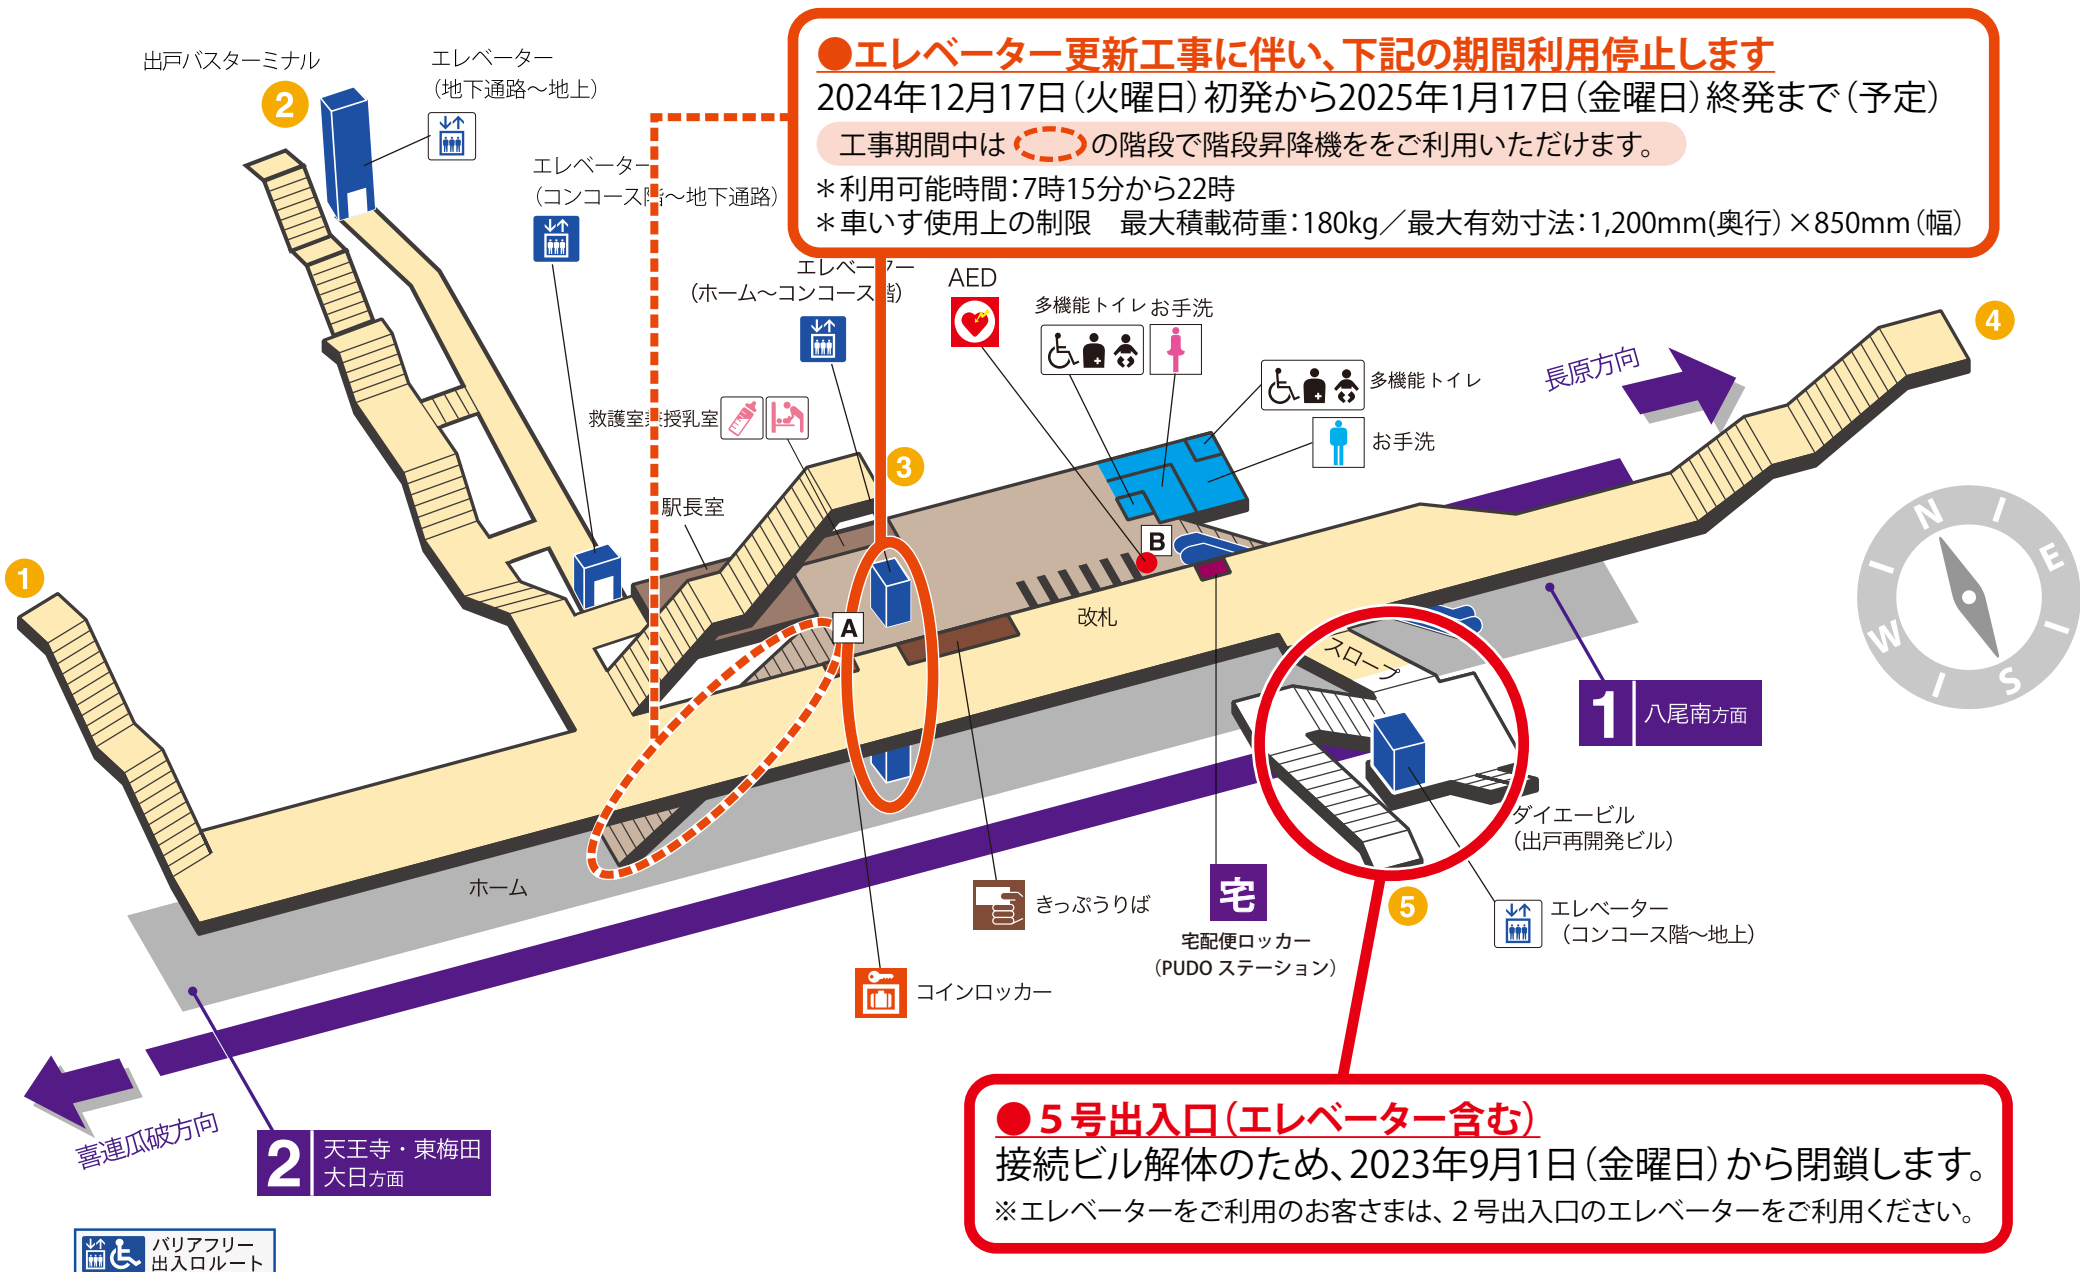 ●エレベーター更新工事に伴い、下記の期間利用停止します
2024年12月17日（火曜日）初発から2025年1月17日（金曜日）終発まで（予定）
工事期間中は の階段で階段昇降機ををご利用いただけます。
＊利用可能時間：7時15分から22時
＊車いす使用上の制限　最大積載荷重：180kg／最大有効寸法：1,200mm(奥行）×850mm（幅）
出戸バスターミナル
2
エレベーター
（地下通路～地上）
エレベーター
（コンコース階～地下通路）
エレベーター
（ホーム～コンコース階）
AED
多機能トイレ
お手洗
多機能トイレ
お手洗
長原方向
4
救護室兼授乳室
3
駅長室
N
E
S
W
B
A
1
改札
スロープ
1 八尾南方面
ダイエービル
（出戸再開発ビル）
ホーム
きっぷうりば
宅
宅配便ロッカー
（PUDO ステーション）
5
エレベーター
（コンコース階～地上）
コインロッカー
喜連瓜破方向
2 天王寺・東梅田
大日方面
●５号出入口（エレベーター含む）
接続ビル解体のため、2023年9月1日（金曜日）から閉鎖します。
※エレベーターをご利用のお客さまは、２号出入口のエレベーターをご利用ください。
バリアフリー
出入口ルート